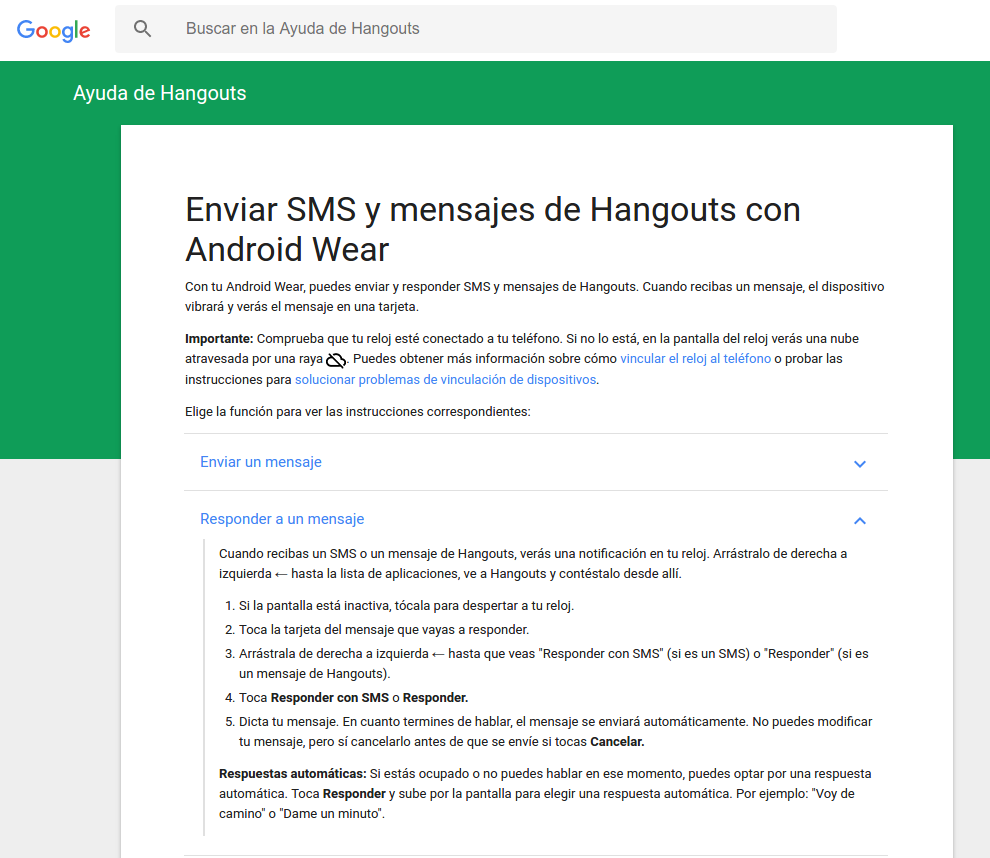 Google
Buscar en la Ayuda de Hangouts
Ayuda de Hangouts
Enviar SMS y mensajes de Hangouts con
Android Wear
Con tu Android Wear, puedes enviar y responder SMS y mensajes de Hangouts. Cuando recibas un mensaje, el dispositivo
vibrará y verás el mensaje en una tarjeta.
Importante: Comprueba que tu reloj esté conectado a tu teléfono. Si no lo está, en la pantalla del reloj verás una nube
atravesada por una raya . Puedes obtener más información sobre cómo vincular el reloj al teléfono o probar las
instrucciones para solucionar problemas de vinculación de dispositivos.
Elige la función para ver las instrucciones correspondientes:
Enviar un mensaje
Responder a un mensaje
Cuando recibas un SMS o un mensaje de Hangouts, verás una notificación en tu reloj. Arrástralo de derecha a
izquierda ← hasta la lista de aplicaciones, ve a Hangouts y contéstalo desde allí.
1. Si la pantalla está inactiva, tócala para despertar a tu reloj.
2. Toca la tarjeta del mensaje que vayas a responder.
3. Arrástrala de derecha a izquierda ← hasta que veas "Responder con SMS" (si es un SMS) o "Responder" (si es
un mensaje de Hangouts).
4. Toca Responder con SMS o Responder.
5. Dicta tu mensaje. En cuanto termines de hablar, el mensaje se enviará automáticamente. No puedes modificar
tu mensaje, pero sí cancelarlo antes de que se envíe si tocas Cancelar.
Respuestas automáticas: Si estás ocupado o no puedes hablar en ese momento, puedes optar por una respuesta
automática. Toca Responder y sube por la pantalla para elegir una respuesta automática. Por ejemplo: "Voy de
camino" o "Dame un minuto".